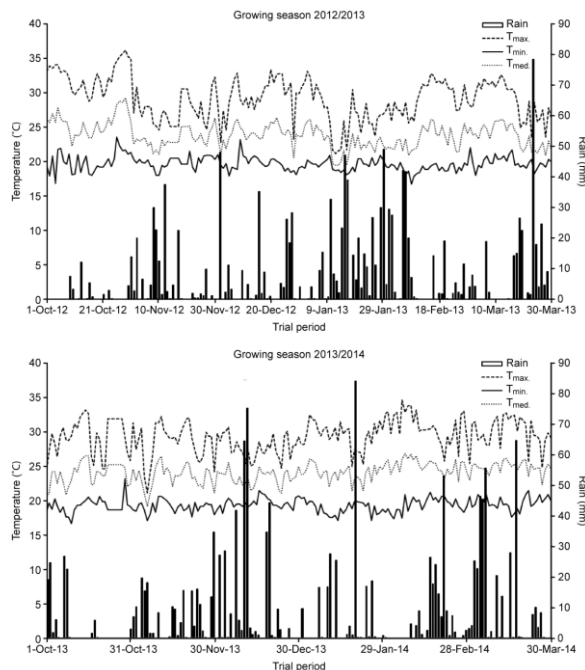 Growing season 2012/2013
40
35
30
25
20
15
10
5
0
Temperature (°C)
90
80
70
60
50
40
30
20
10
0
Rain (mm)
Rain
Tmax.
Tmin.
Tmed.
1-Oct-12 21-Oct-12 10-Nov-12 30-Nov-12 20-Dec-12 9-Jan-13 29-Jan-13 18-Feb-13 10-Mar-13 30-Mar-13
Trial period
Growing season 2013/2014
40
35
30
25
20
15
10
5
0
Temperature (°C)
90
80
70
60
50
40
30
20
10
0
Rain (mm)
Rain
Tmax.
Tmin.
Tmed.
1-Oct-13 31-Oct-13 30-Nov-13 30-Dec-13 29-Jan-14 28-Feb-14 30-Mar-14
Trial period